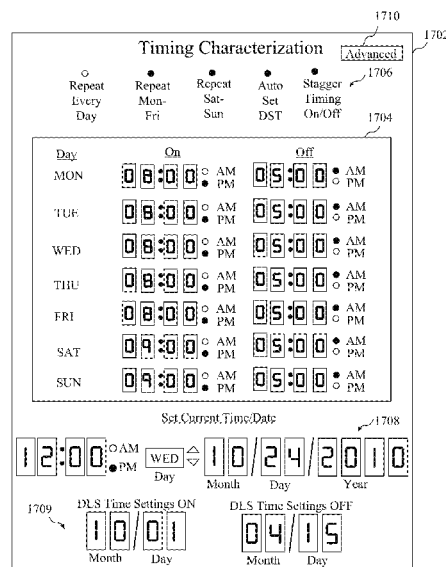 1710
1702
Timing Characterization
Advanced
1706
Repeat Every Day
Repeat Mon-Fri
Repeat Sat-Sun
Auto Set DST
Stagger Timing On/Off
1704
Day On Off
MON 08:00 AM PM 05:00 AM PM
TUE 08:00 AM PM 05:00 AM PM
WED 08:00 AM PM 05:00 AM PM
THU 08:00 AM PM 05:00 AM PM
FRI 08:00 AM PM 05:00 AM PM
SAT 09:00 AM PM 05:00 AM PM
SUN 09:00 AM PM 05:00 AM PM
Set Current Time/Date
1708
12:00 AM PM WED 10/24/2010
Day Month Day Year
1709
DLS Time Settings ON DLS Time Settings OFF
10/01 04/15
Month Day Month Day